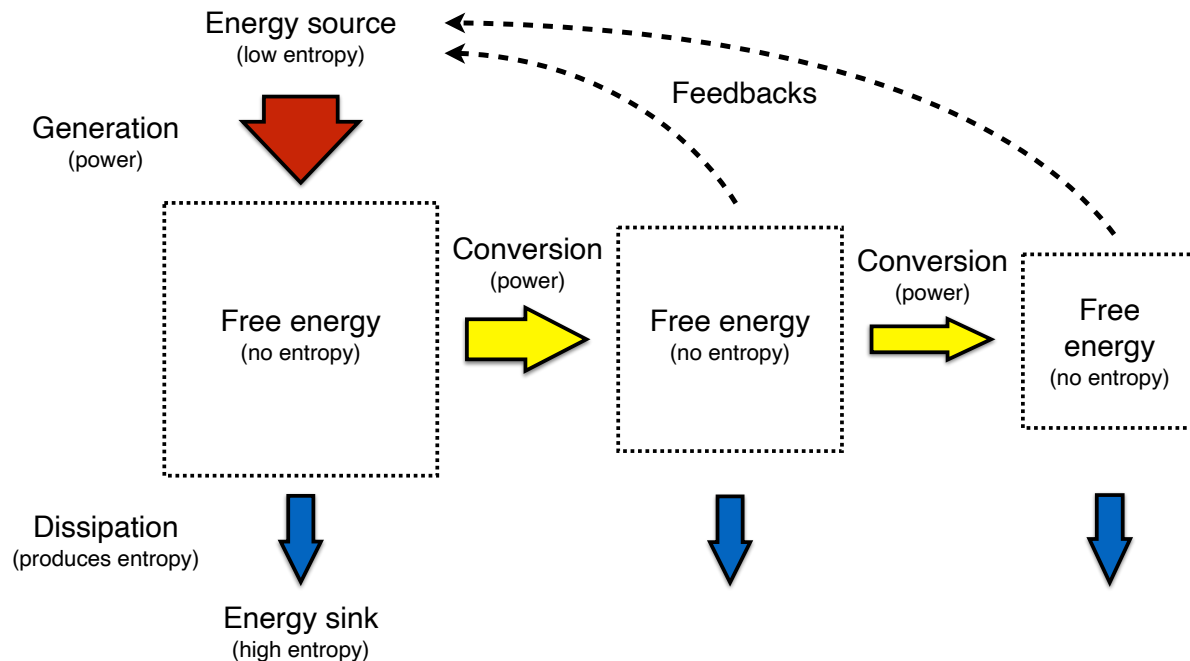 Energy source
(low entropy)
Feedbacks
Generation
(power)
Conversion
(power)
Conversion
(power)
Free energy
(no entropy)
Free energy
(no entropy)
Free
energy
(no entropy)
Dissipation
(produces entropy)
Energy sink
(high entropy)